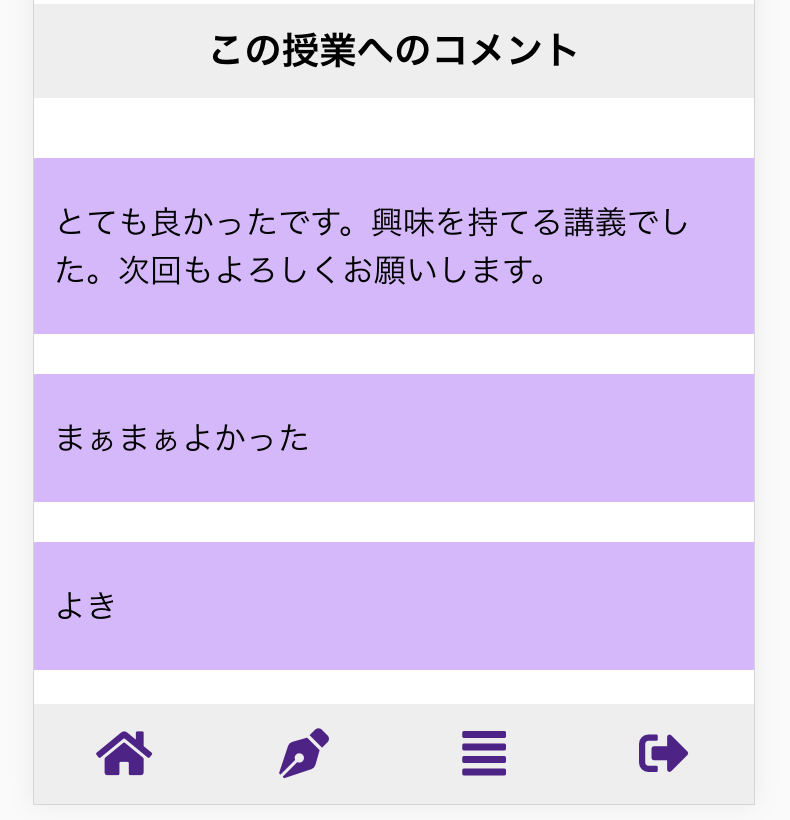 この授業へのコメント
とても良かったです。興味を持てる講義でし
た。次回もよろしくお願いします。
まぁまぁよかった
よき